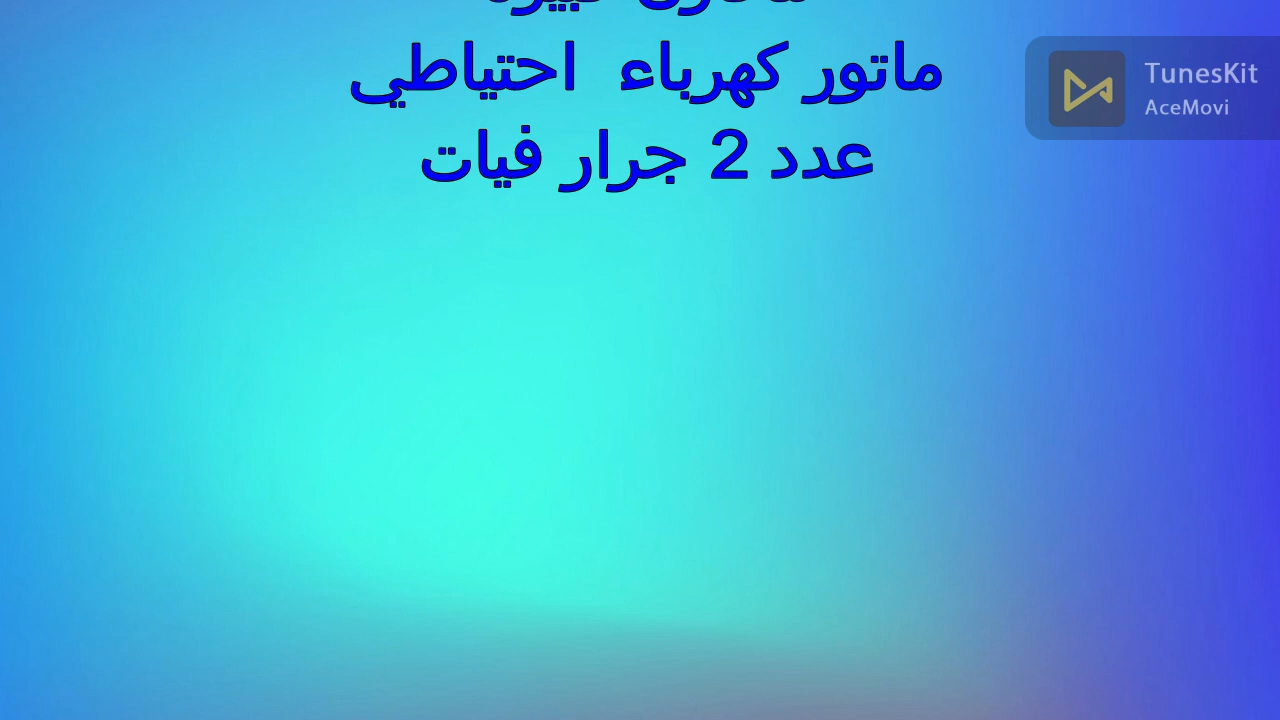 ماتور كهرباء  احتياطي
عدد 2 جرار فيات
TunesKit
AceMovi